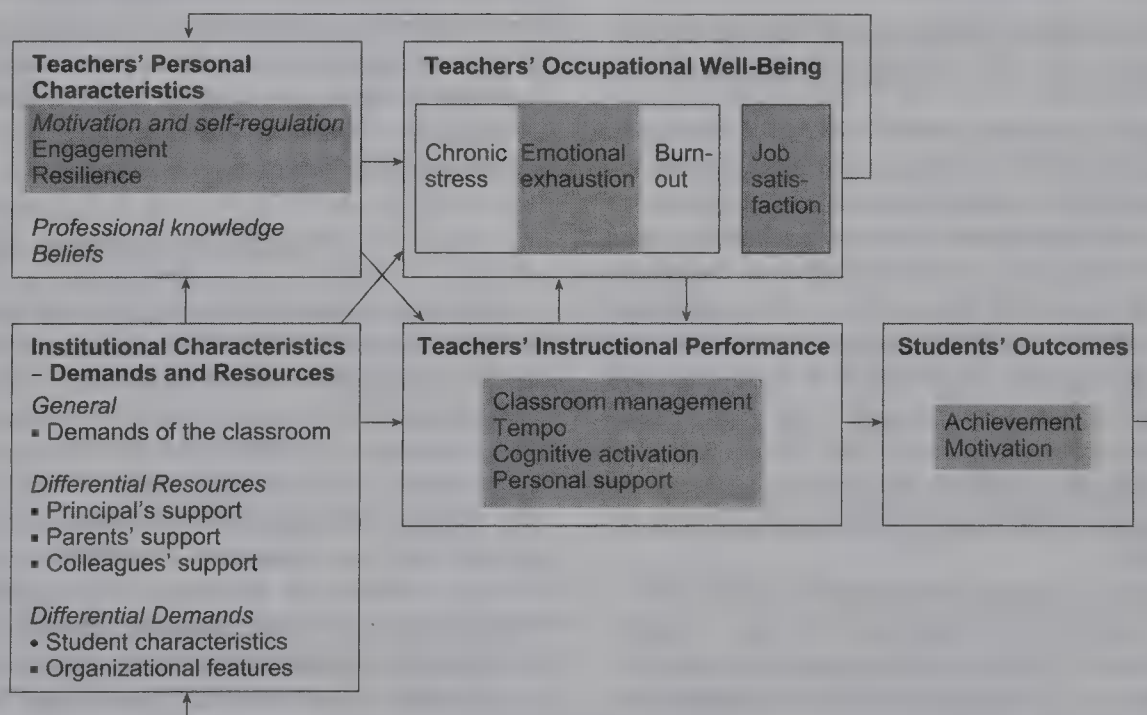 Teachers' Personal
Characteristics
Motivation and self-regulation
Engagement
Resilience
Professional knowledge
Beliefs
Teachers' Occupational Well-Being
Chronic
stress
Emotional
exhaustion
Burn-
out
Job
satis-
faction
Institutional Characteristics
– Demands and Resources
General
▪ Demands of the classroom
Differential Resources
▪ Principal's support
▪ Parents' support
▪ Colleagues' support
Differential Demands
• Student characteristics
▪ Organizational features
Teachers' Instructional Performance
Classroom management
Tempo
Cognitive activation
Personal support
Students' Outcomes
Achievement
Motivation